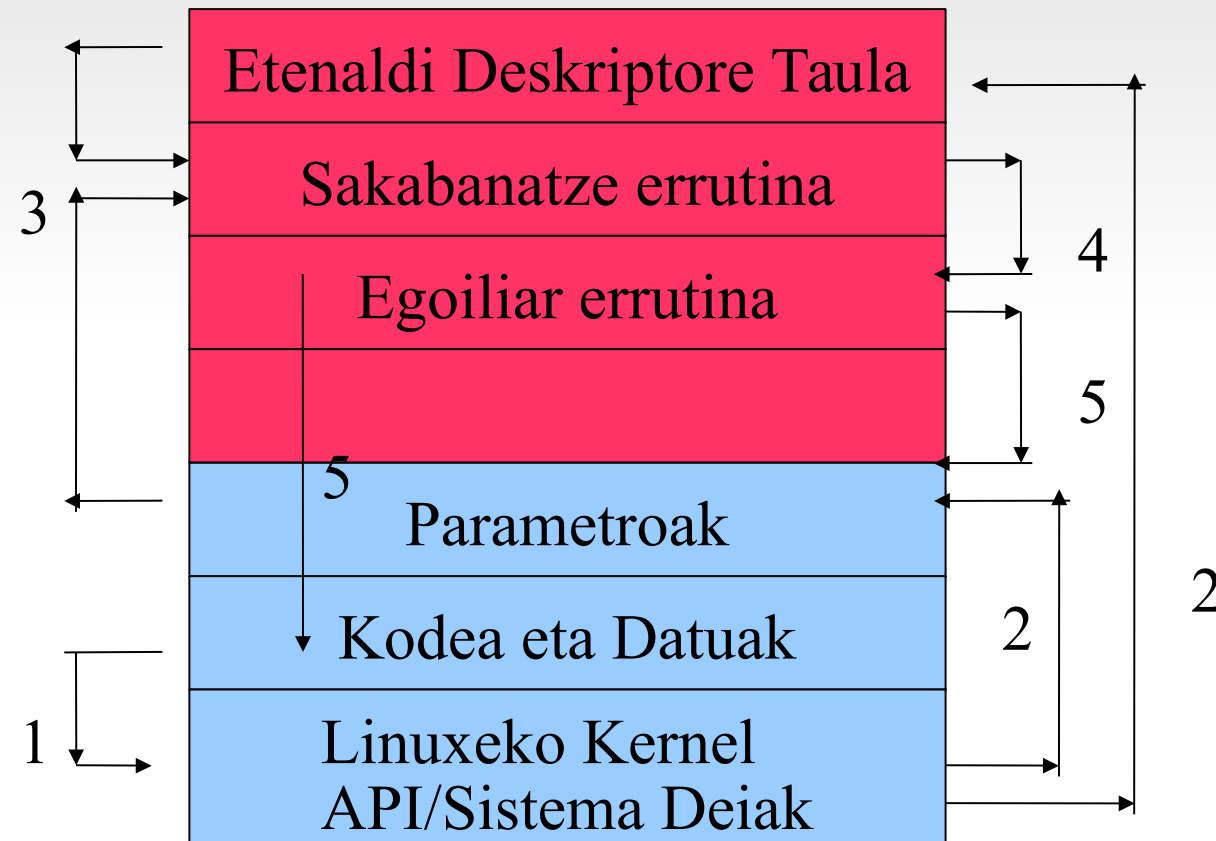 Etenaldi Deskriptore Taula
Sakabanatze errutina
3
4
Egoiliar errutina
5
5
Parametroak
2
2
Kodea eta Datuak
1
Linuxeko Kernel
API/Sistema Deiak